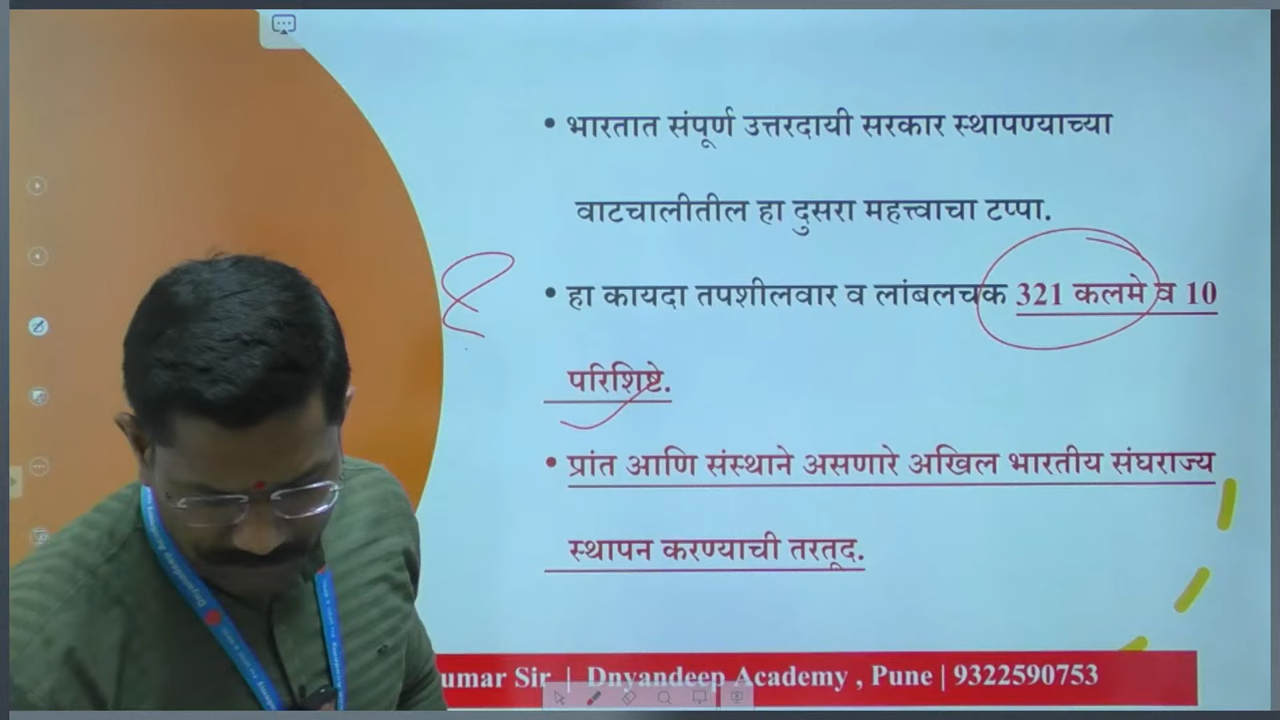 • भारतात संपूर्ण उत्तरदायी सरकार स्थापण्याच्या
वाटचालीतील हा दुसरा महत्त्वाचा टप्पा.
• हा कायदा तपशीलवार व लांबलचक 321 कलमे व 10
परिशिष्टे.
• प्रांत आणि संस्थाने असणारे अखिल भारतीय संघराज्य
स्थापन करण्याची तरतूद.
umar Sir | Dnyandeep Academy , Pune | 9322590753